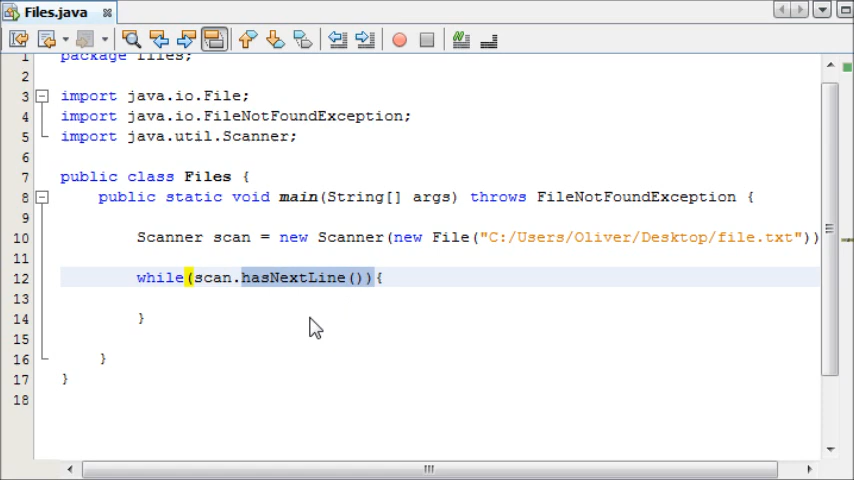 Files.java
1 package files;
2
3 import java.io.File;
4 import java.io.FileNotFoundException;
5 import java.util.Scanner;
6
7 public class Files {
8 public static void main(String[] args) throws FileNotFoundException {
9
10 Scanner scan = new Scanner(new File("C:/Users/Oliver/Desktop/file.txt"))
11
12 while(scan.hasNextLine()){
13
14 }
15
16 }
17 }
18